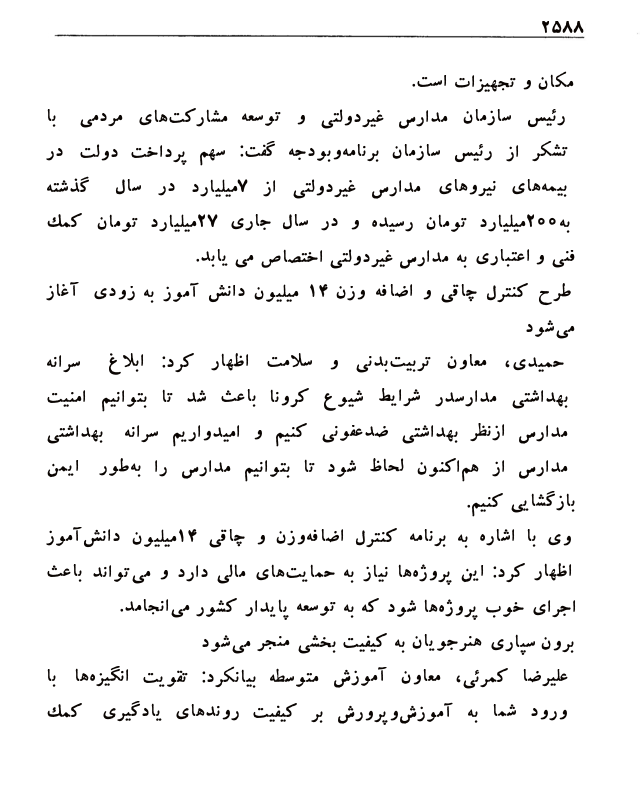 ۲۵۸۸
مکان و تجهیزات است.
رئیس سازمان مدارس غیردولتی و توسعه مشارکت‌های مردمی با
تشکر از رئیس سازمان برنامه‌وبودجه گفت: سهم پرداخت دولت در
بیمه‌های نیروهای مدارس غیردولتی از ۷میلیارد در سال گذشته
به۲۰۰میلیارد تومان رسیده و در سال جاری ۲۷میلیارد تومان کمك
فنی و اعتباری به مدارس غیردولتی اختصاص می یابد.
طرح کنترل چاقی و اضافه وزن ۱۴ میلیون دانش آموز به زودی آغاز
می‌شود
حمیدی، معاون تربیت‌بدنی و سلامت اظهار کرد: ابلاغ سرانه
بهداشتی مدارسدر شرایط شیوع کرونا باعث شد تا بتوانیم امنیت
مدارس ازنظر بهداشتی ضدعفونی کنیم و امیدواریم سرانه بهداشتی
مدارس از هم‌اکنون لحاظ شود تا بتوانیم مدارس را به‌طور ایمن
بازگشایی کنیم.
وی با اشاره به برنامه کنترل اضافه‌وزن و چاقی ۱۴میلیون دانش‌آموز
اظهار کرد: این پروژه‌ها نیاز به حمایت‌های مالی دارد و می‌تواند باعث
اجرای خوب پروژه‌ها شود که به توسعه پایدار کشور می‌انجامد.
برون سپاری هنرجویان به کیفیت بخشی منجر می‌شود
علیرضا کمرئی، معاون آموزش متوسطه بیانکرد: تقویت انگیزه‌ها با
ورود شما به آموزش‌وپرورش بر کیفیت روندهای یادگیری کمك